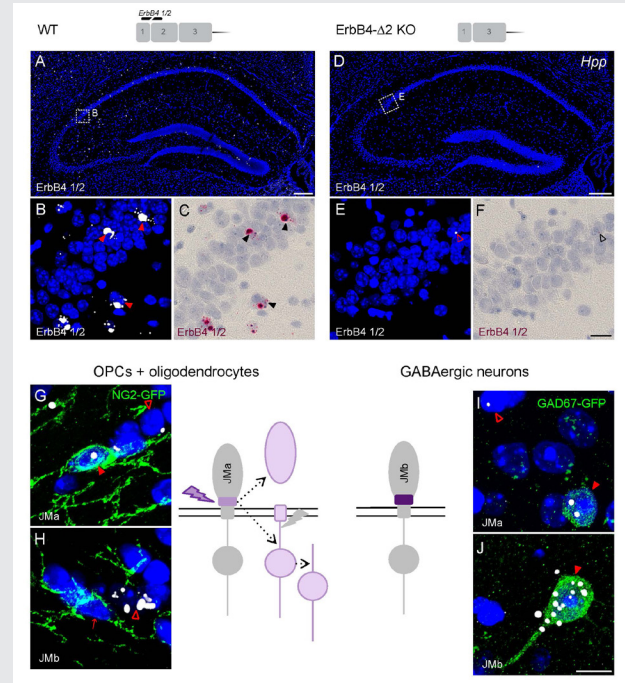 ErbB4 1/2
WT
1 2 3
ErbB4-Δ2 KO
1 3
A
B
ErbB4 1/2
D
Hpp
E
ErbB4 1/2
B
ErbB4 1/2
C
ErbB4 1/2
E
ErbB4 1/2
F
ErbB4 1/2
OPCs + oligodendrocytes
GABAergic neurons
G
NG2-GFP
JMa
H
JMb
JMa
JMb
I
GAD67-GFP
JMa
J
JMb